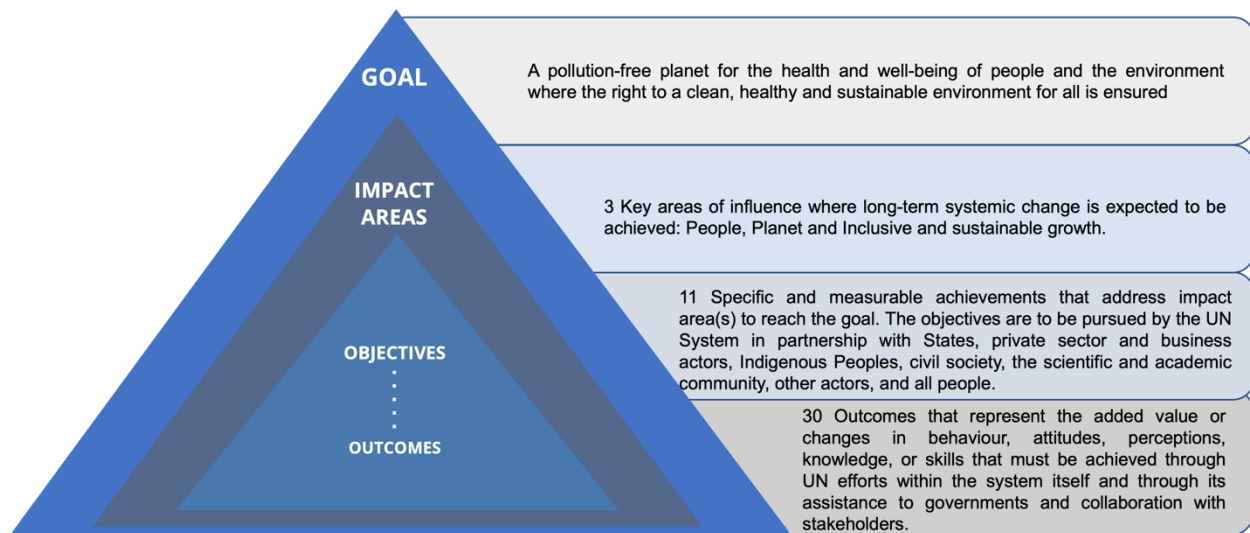 GOAL
A pollution-free planet for the health and well-being of people and the environment
where the right to a clean, healthy and sustainable environment for all is ensured
IMPACT
AREAS
3 Key areas of influence where long-term systemic change is expected to be
achieved: People, Planet and Inclusive and sustainable growth.
11 Specific and measurable achievements that address impact
area(s) to reach the goal. The objectives are to be pursued by the UN
System in partnership with States, private sector and business
actors, Indigenous Peoples, civil society, the scientific and academic
community, other actors, and all people.
OBJECTIVES
OUTCOMES
30 Outcomes that represent the added value or
changes in behaviour, attitudes, perceptions,
knowledge, or skills that must be achieved through
UN efforts within the system itself and through its
assistance to governments and collaboration with
stakeholders.